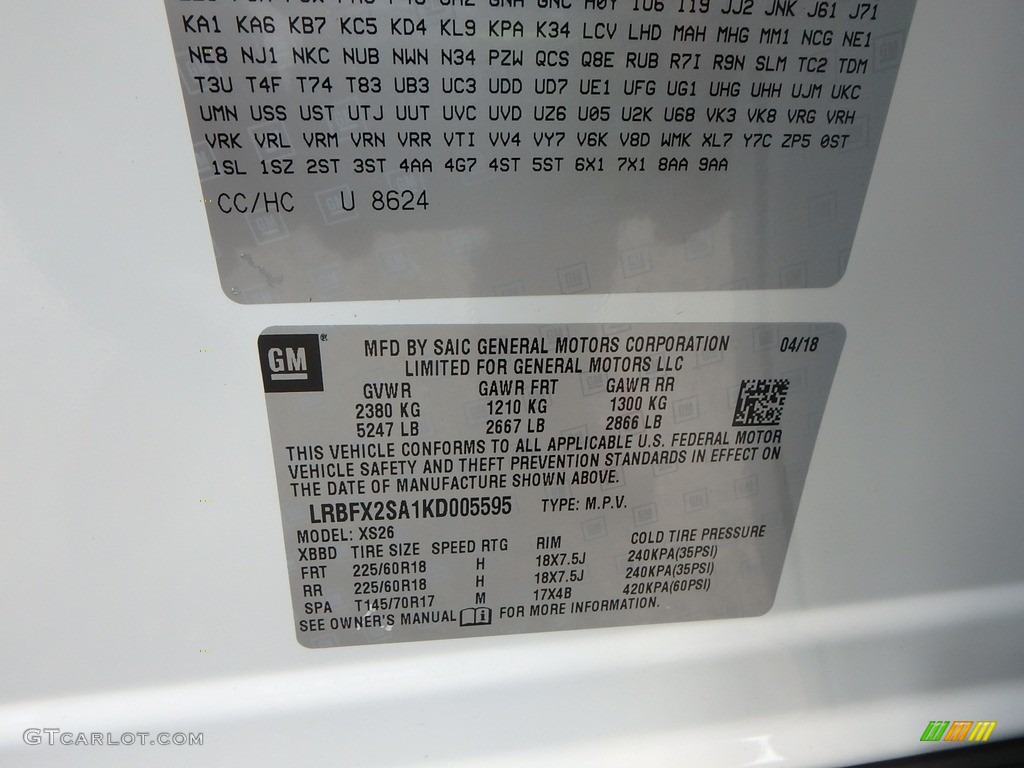 KA1 KA6 KB7 KC5 KD4 KL9 KPA K34 LCV LHD MAH MHG MM1 NCG NE1
NE8 NJ1 NKC NUB NWN N34 PZW QCS Q8E RUB R7I R9N SLM TC2 TDM
T3U T4F T74 T83 UB3 UC3 UDD UD7 UE1 UFG UG1 UHG UHH UJM UKC
UMN USS UST UTJ UUT UVC UVD UZ6 U05 U2K U68 VK3 VK8 VRG VRH
VRK VRL VRM VRN VRR VTI VV4 VY7 V6K V8D WMK XL7 Y7C ZP5 0ST
1SL 1SZ 2ST 3ST 4AA 4G7 4ST 5ST 6X1 7X1 8AA 9AA
CC/HC U 8624
GM® MFD BY SAIC GENERAL MOTORS CORPORATION 04/18
LIMITED FOR GENERAL MOTORS LLC
GVWR GAWR FRT GAWR RR
2380 KG 1210 KG 1300 KG
5247 LB 2667 LB 2866 LB
THIS VEHICLE CONFORMS TO ALL APPLICABLE U.S. FEDERAL MOTOR
VEHICLE SAFETY AND THEFT PREVENTION STANDARDS IN EFFECT ON
THE DATE OF MANUFACTURE SHOWN ABOVE.
LRBFX2SA1KD005595 TYPE: M.P.V.
MODEL: XS26
XBBD TIRE SIZE SPEED RTG RIM COLD TIRE PRESSURE
FRT 225/60R18 H 18X7.5J 240KPA(35PSI)
RR 225/60R18 H 18X7.5J 240KPA(35PSI)
SPA T145/70R17 M 17X4B 420KPA(60PSI)
SEE OWNER'S MANUAL FOR MORE INFORMATION.
GTCARLOT.COM